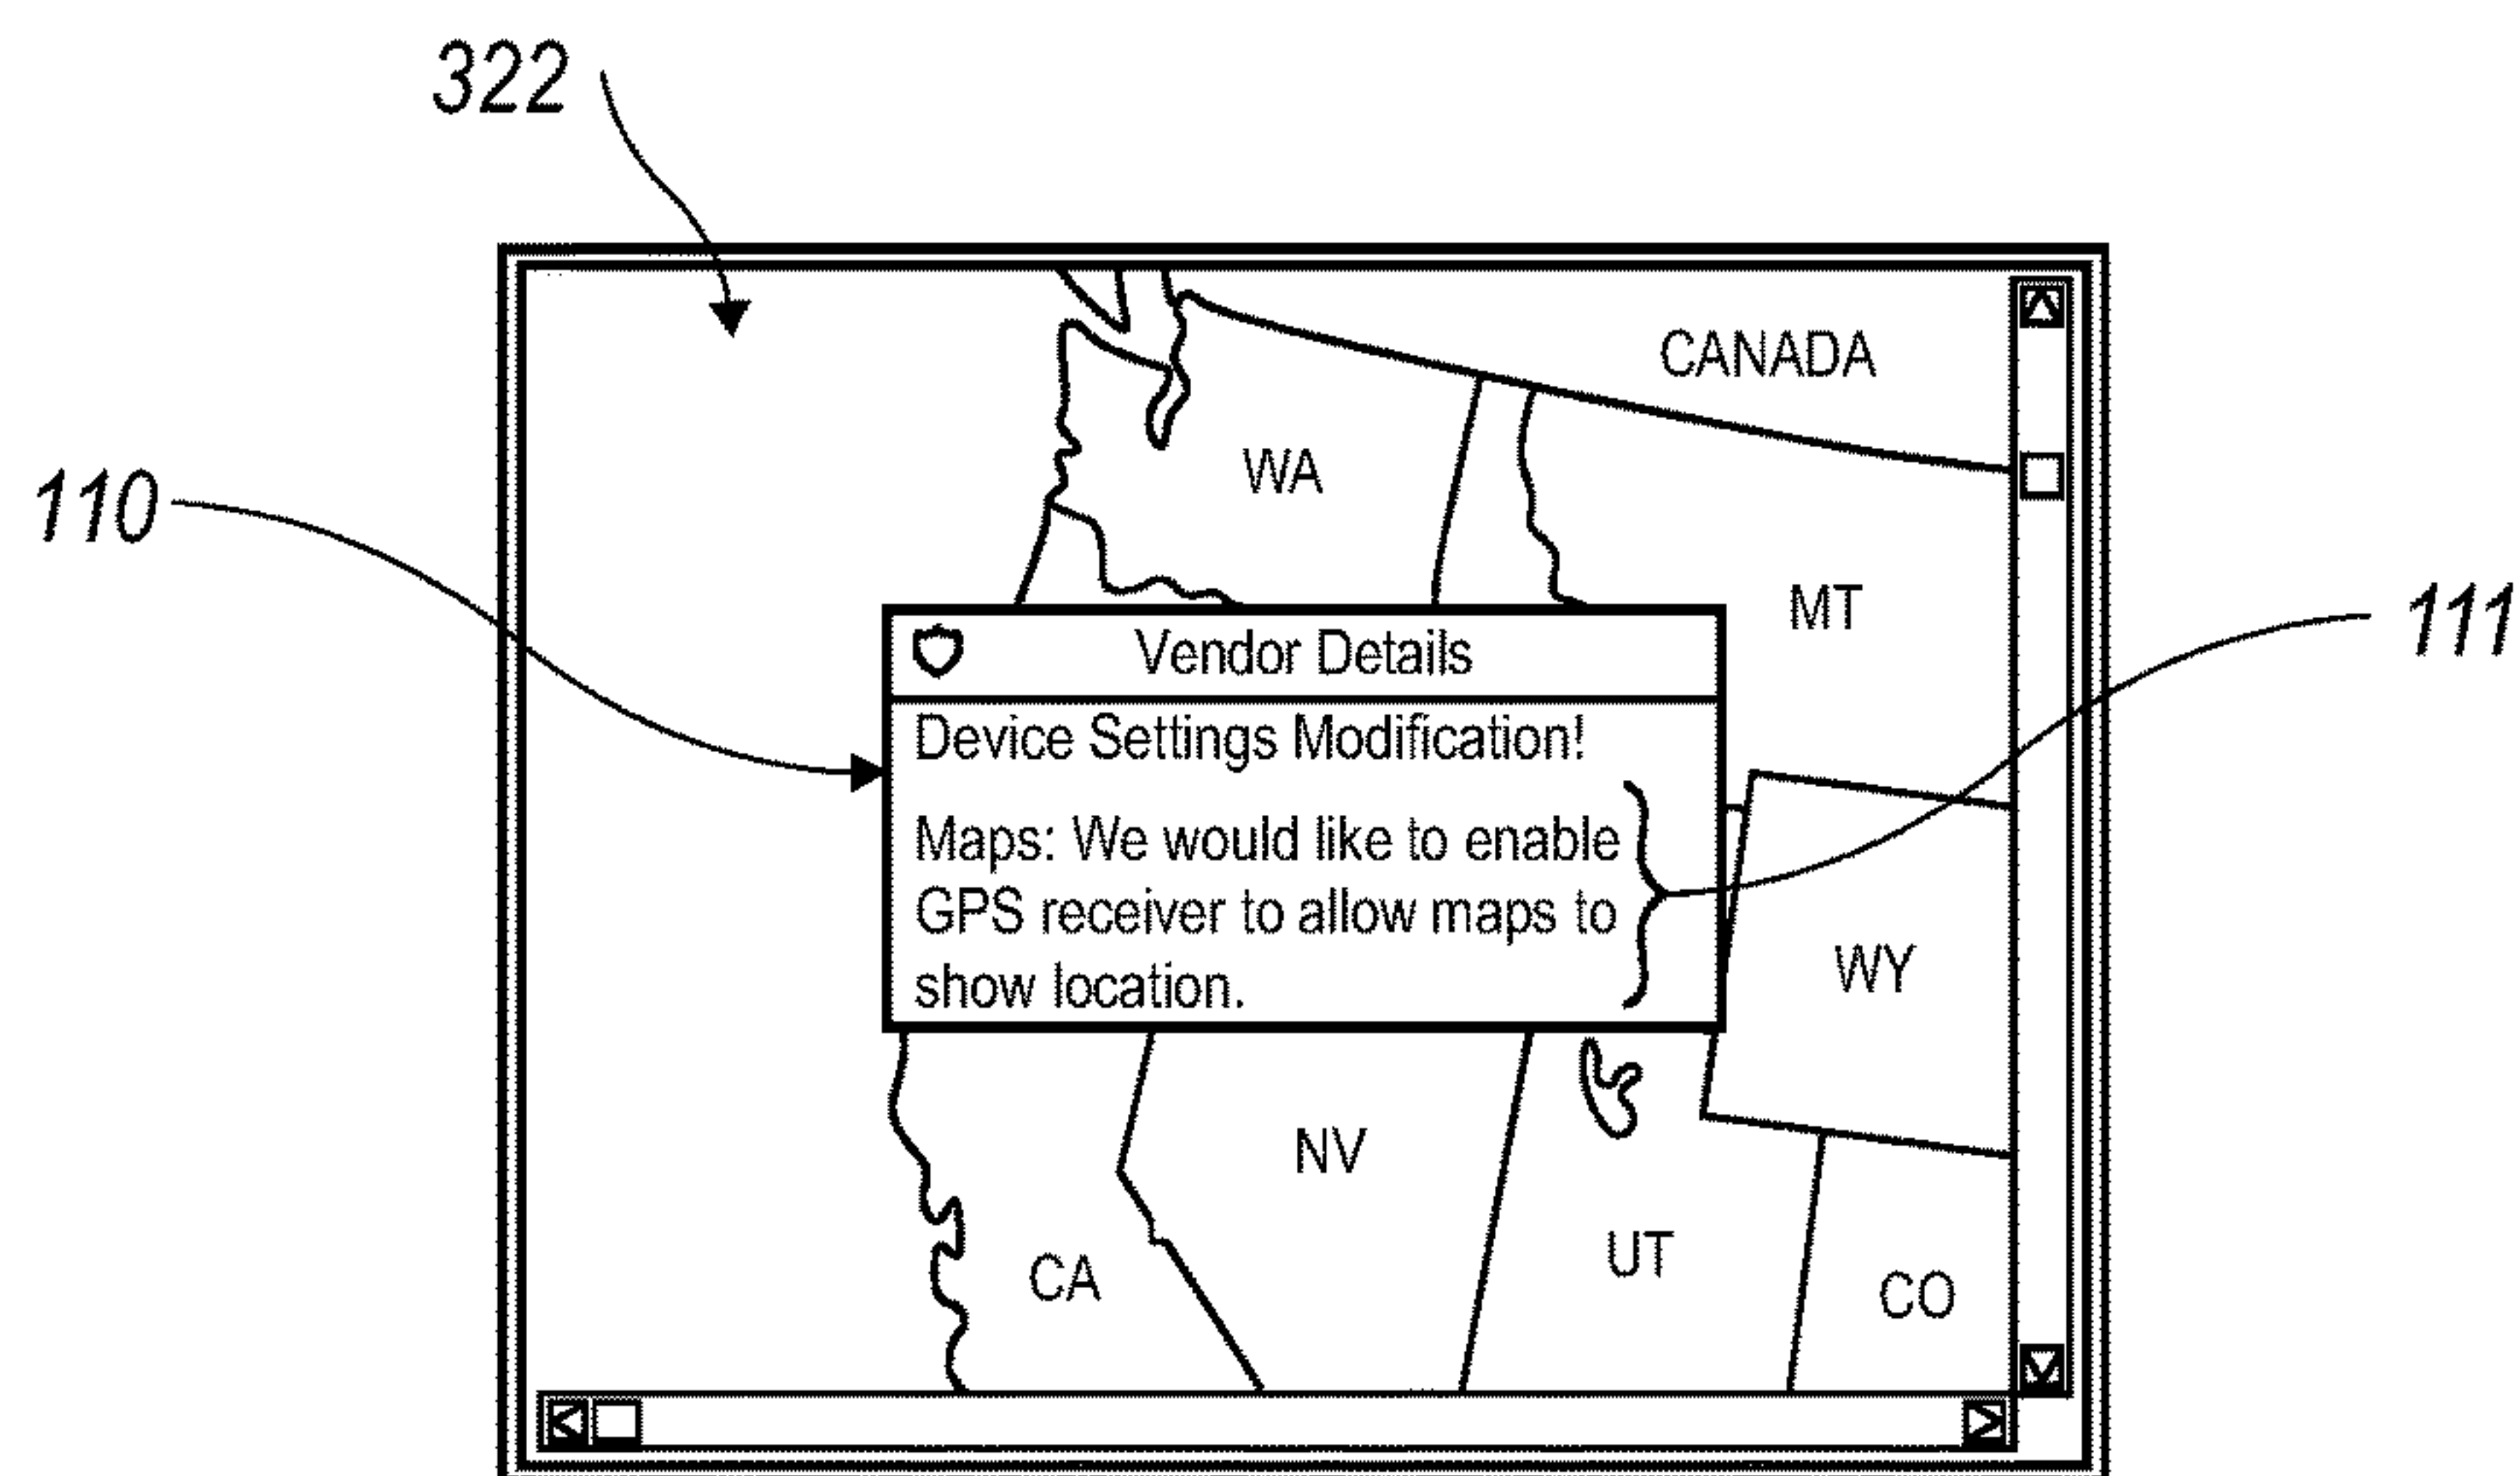 322
CANADA
WA
110
MT
111
Vendor Details
Device Settings Modification!
Maps: We would like to enable
GPS receiver to allow maps to
show location.
WY
NV
UT
CA
CO